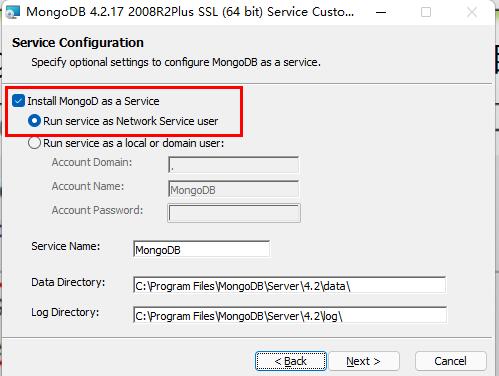 MongoDB 4.2.17 2008R2Plus SSL (64 bit) Service Custo...
Service Configuration
Specify optional settings to configure MongoDB as a service.
Install MongoD as a Service
Run service as Network Service user
Run service as a local or domain user:
Account Domain: .
Account Name: MongoDB
Account Password:
Service Name: MongoDB
Data Directory: C:\Program Files\MongoDB\Server\4.2\data\
Log Directory: C:\Program Files\MongoDB\Server\4.2\log\
< Back Next > Cancel